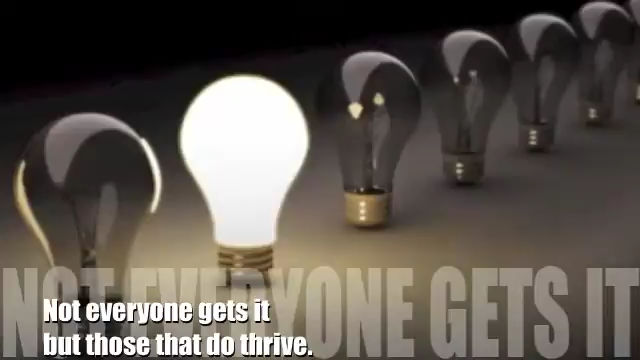 NOT EVERYONE GETS IT
Not everyone gets it
but those that do thrive.